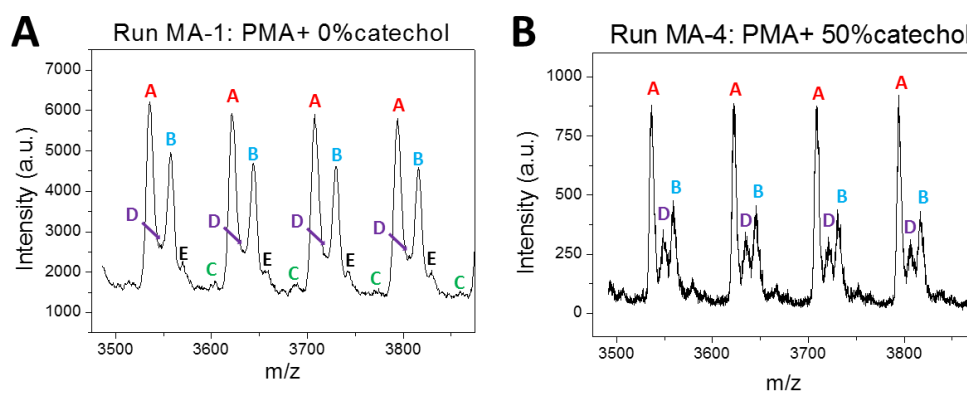 A
Run MA-1: PMA+ 0%catechol
Intensity (a.u.)
7000
6000
5000
4000
3000
2000
1000
A
A
A
A
B
B
B
B
D
D
D
D
E
E
E
E
C
C
C
C
3500
3600
3700
3800
m/z
B
Run MA-4: PMA+ 50%catechol
Intensity (a.u.)
1000
750
500
250
0
A
A
A
A
B
B
B
B
D
D
D
D
3500
3600
3700
3800
m/z